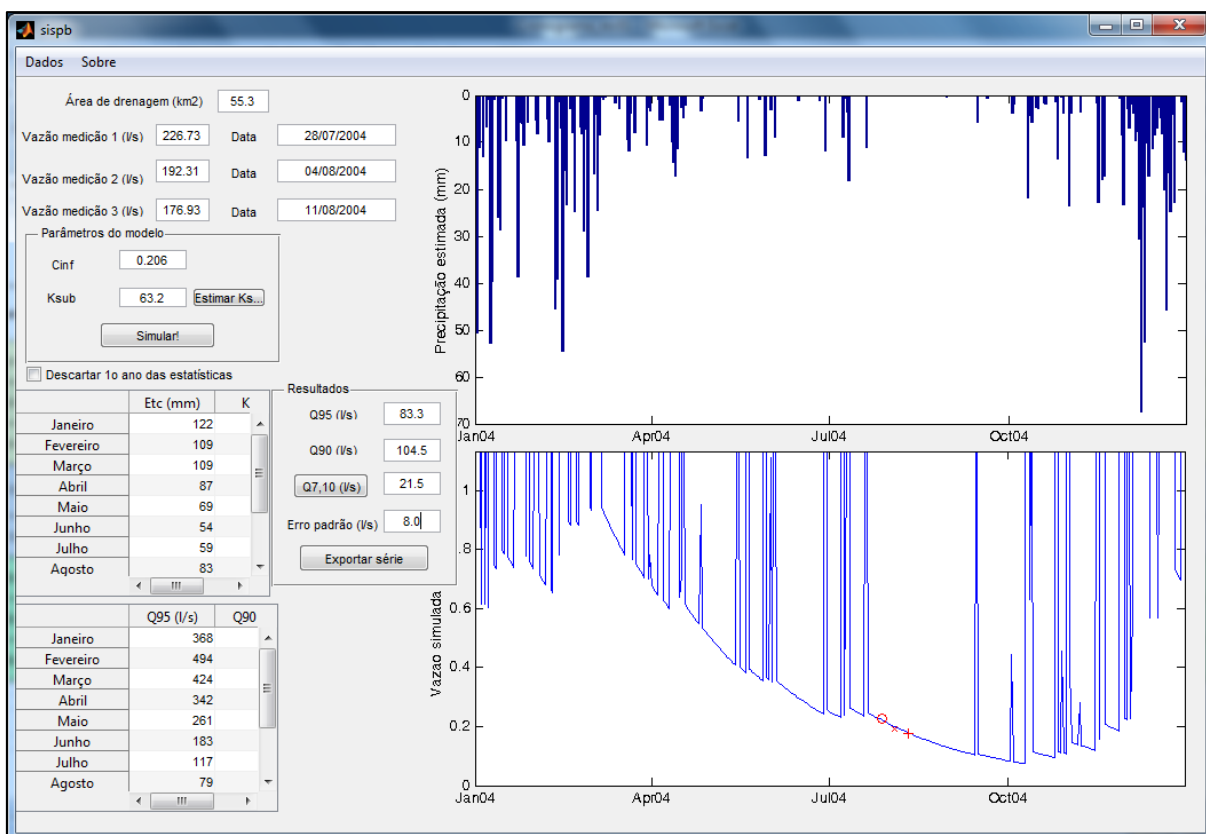 sispb
Dados Sobre
Área de drenagem (km2) 55.3
Vazão medição 1 (l/s) 226.73 Data 28/07/2004
Vazão medição 2 (l/s) 192.31 Data 04/08/2004
Vazão medição 3 (l/s) 176.93 Data 11/08/2004
Parâmetros do modelo
Cinf 0.206
Ksub 63.2 Estimar Ks...
Simular!
Descartar 1o ano das estatísticas
Etc (mm) K
Janeiro 122
Fevereiro 109
Março 109
Abril 87
Maio 69
Junho 54
Julho 59
Agosto 83
Q95 (l/s) Q90
Janeiro 368
Fevereiro 494
Março 424
Abril 342
Maio 261
Junho 183
Julho 117
Agosto 79
Resultados
Q95 (l/s) 83.3
Q90 (l/s) 104.5
Q7,10 (l/s) 21.5
Erro padrão (l/s) 8.0
Exportar série
Precipitação estimada (mm)
0
10
20
30
40
50
60
70
Jan04 Apr04 Jul04 Oct04
Vazao simulada
1
.8
0.6
0.4
0.2
0
Jan04 Apr04 Jul04 Oct04